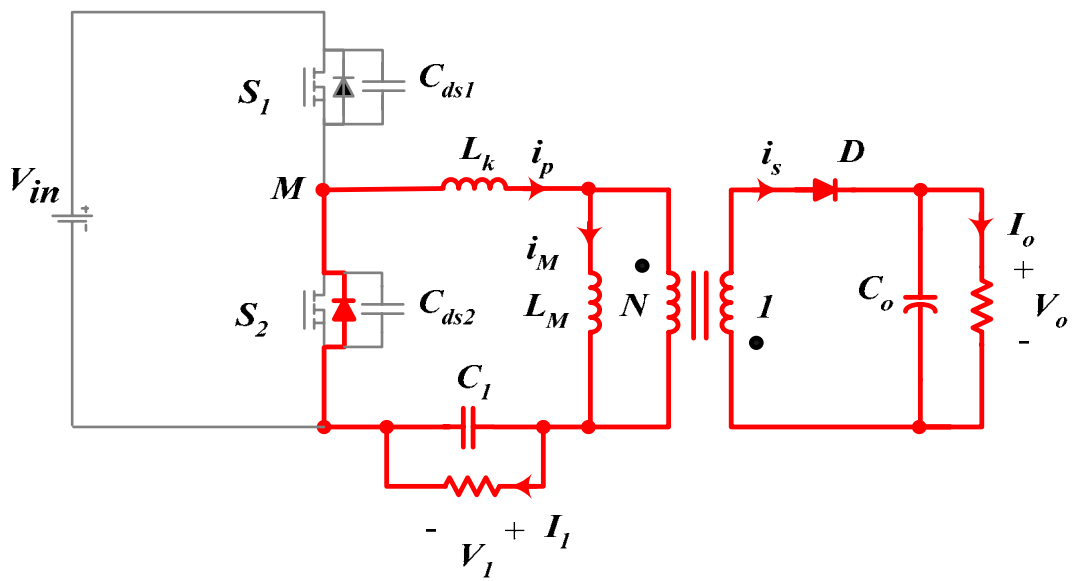 S1
Cds1
Vin
+
-
M
Lk
ip
is
D
iM
LM
N
1
Co
Io
+
Vo
-
S2
Cds2
C1
- + I1
V1